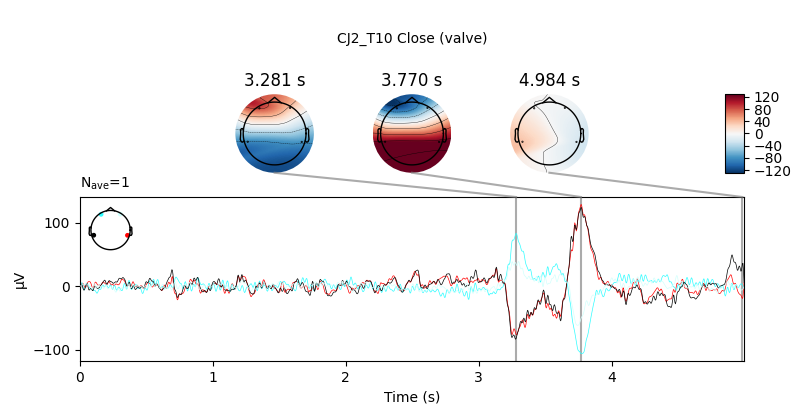 CJ2_T10 Close (valve)
3.281 s
3.770 s
4.984 s
120
80
40
0
−40
−80
−120
Nave=1
100
0
−100
µV
0
1
2
3
4
Time (s)